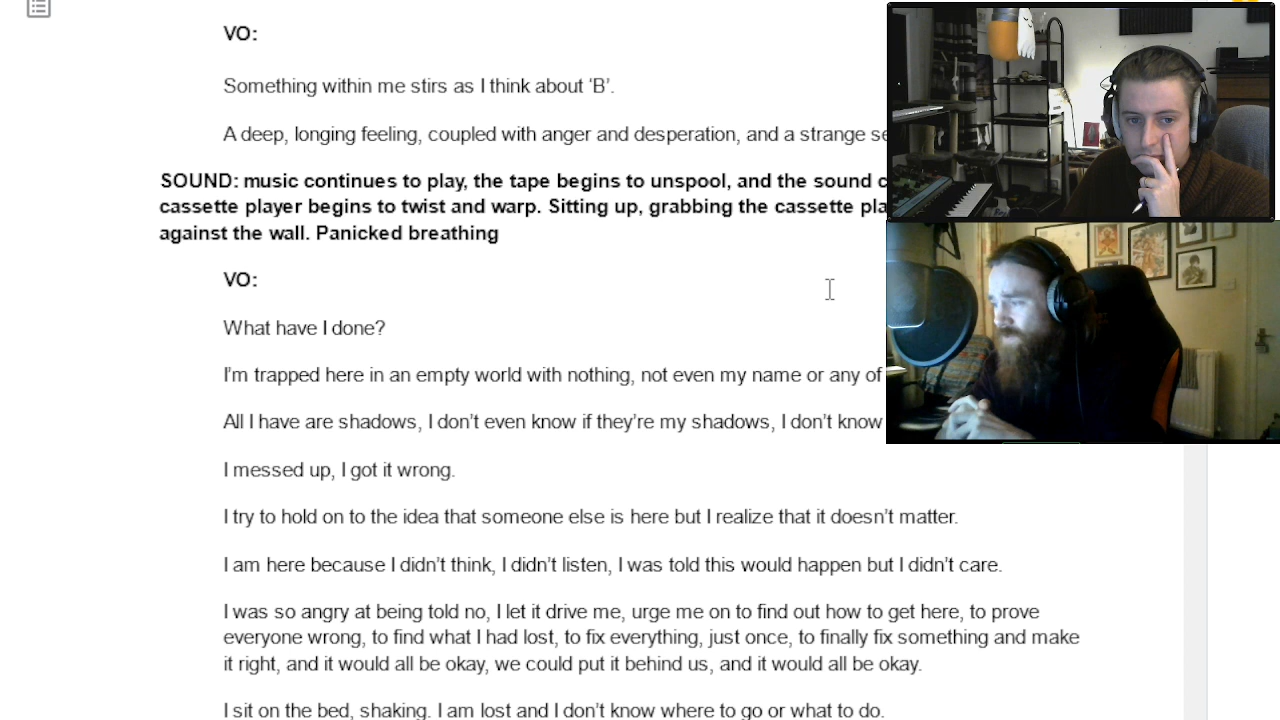 VO:
Something within me stirs as I think about ‘B’.
A deep, longing feeling, coupled with anger and desperation, and a strange
SOUND: music continues to play, the tape begins to unspool, and the sound
cassette player begins to twist and warp. Sitting up, grabbing the cassette
against the wall. Panicked breathing
VO:
What have I done?
I’m trapped here in an empty world with nothing, not even my name or any of
All I have are shadows, I don’t even know if they’re my shadows, I don’t know
I messed up, I got it wrong.
I try to hold on to the idea that someone else is here but I realize that it doesn’t matter.
I am here because I didn’t think, I didn’t listen, I was told this would happen but I didn’t care.
I was so angry at being told no, I let it drive me, urge me on to find out how to get here, to prove
everyone wrong, to find what I had lost, to fix everything, just once, to finally fix something and make
it right, and it would all be okay, we could put it behind us, and it would all be okay.
I sit on the bed, shaking. I am lost and I don’t know where to go or what to do.